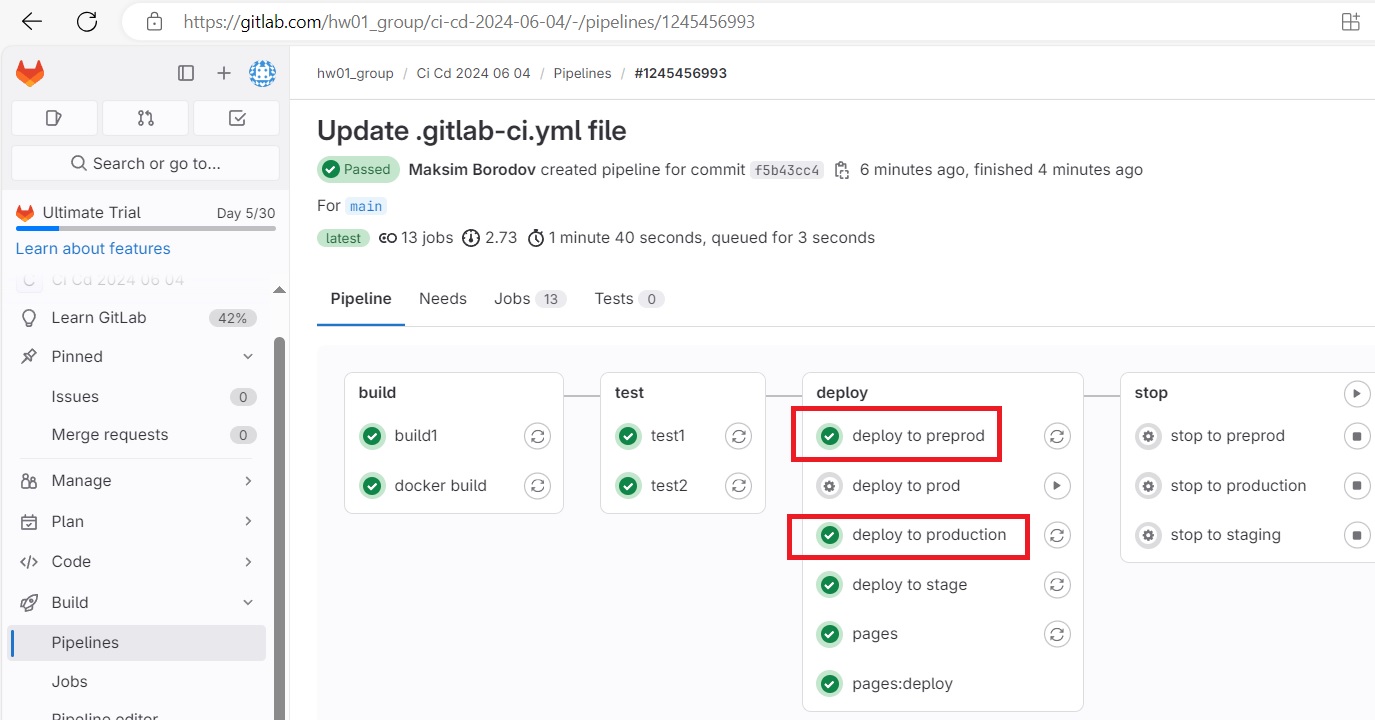 https://gitlab.com/hw01_group/ci-cd-2024-06-04/-/pipelines/1245456993
hw01_group / Ci Cd 2024 06 04 / Pipelines / #1245456993
Search or go to...
Ultimate Trial Day 5/30
Learn about features
C Ci Cd 2024 06 04
Learn GitLab 42%
Pinned
Issues 0
Merge requests 0
Manage
Plan
Code
Build
Pipelines
Jobs
Pipeline editor
Update .gitlab-ci.yml file
Passed Maksim Borodov created pipeline for commit f5b43cc4 6 minutes ago, finished 4 minutes ago
For main
latest 13 jobs 2.73 1 minute 40 seconds, queued for 3 seconds
Pipeline Needs Jobs 13 Tests 0
build
build1
docker build
test
test1
test2
deploy
deploy to preprod
deploy to prod
deploy to production
deploy to stage
pages
pages:deploy
stop
stop to preprod
stop to production
stop to staging